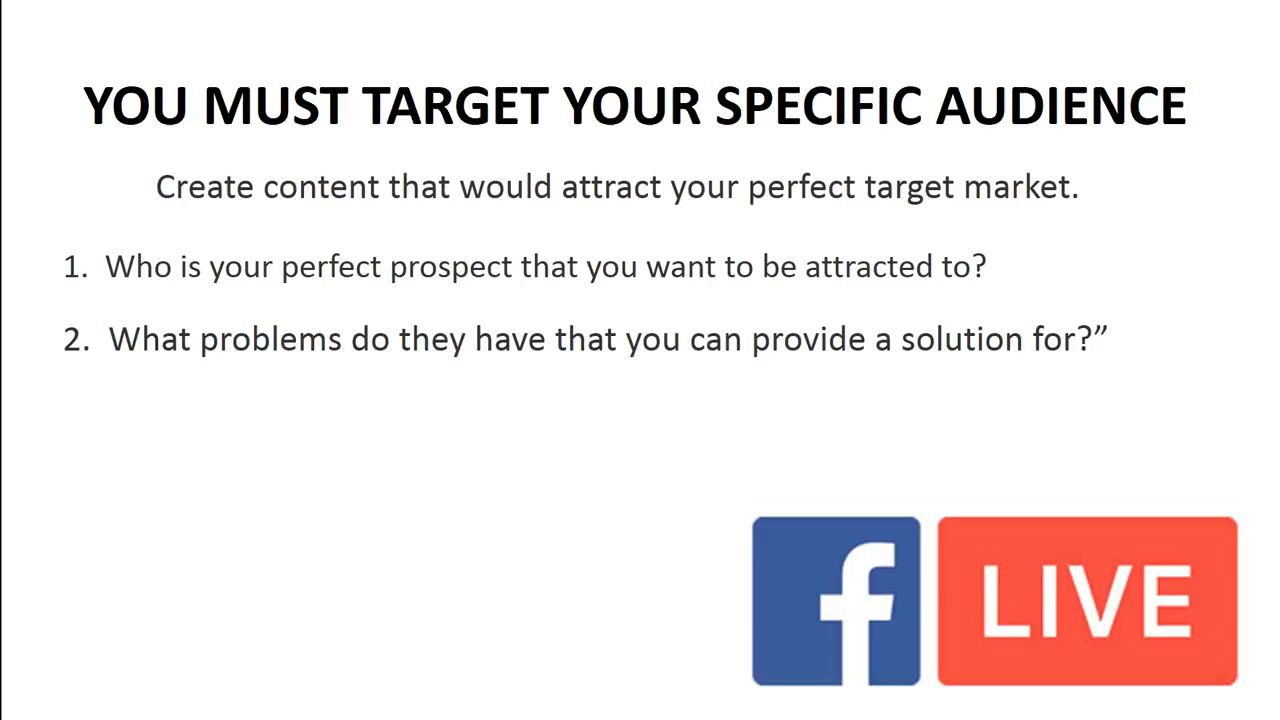 YOU MUST TARGET YOUR SPECIFIC AUDIENCE
Create content that would attract your perfect target market.
1. Who is your perfect prospect that you want to be attracted to?
2. What problems do they have that you can provide a solution for?”
f LIVE